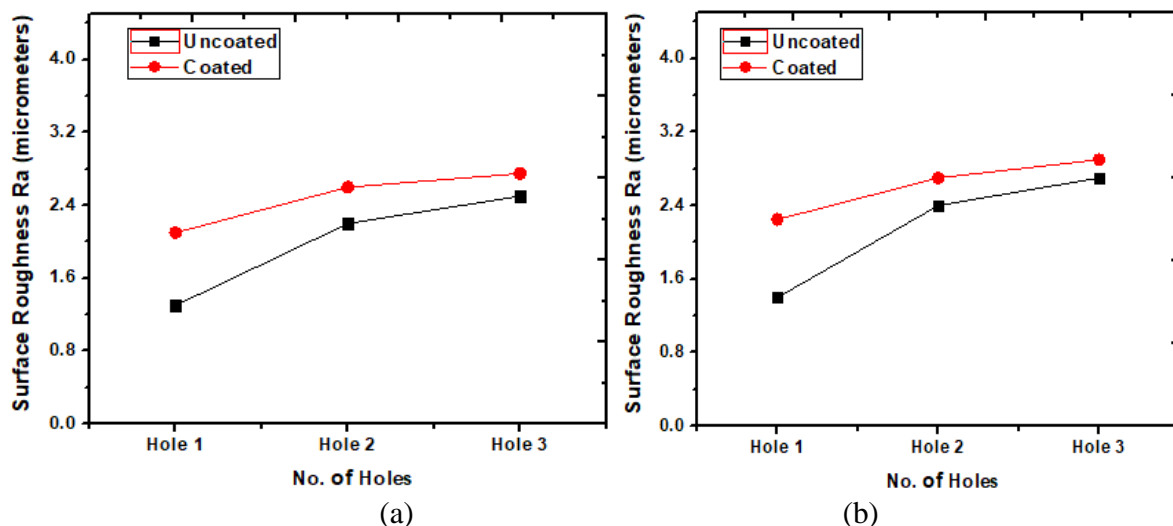 Surface Roughness Ra (micrometers)
4.0
3.2
2.4
1.6
0.8
0.0
Uncoated
Coated
Hole 1 Hole 2 Hole 3
No. of Holes
(a)
Surface Roughness Ra (micrometers)
4.0
3.2
2.4
1.6
0.8
0.0
Uncoated
Coated
Hole 1 Hole 2 Hole 3
No. of Holes
(b)